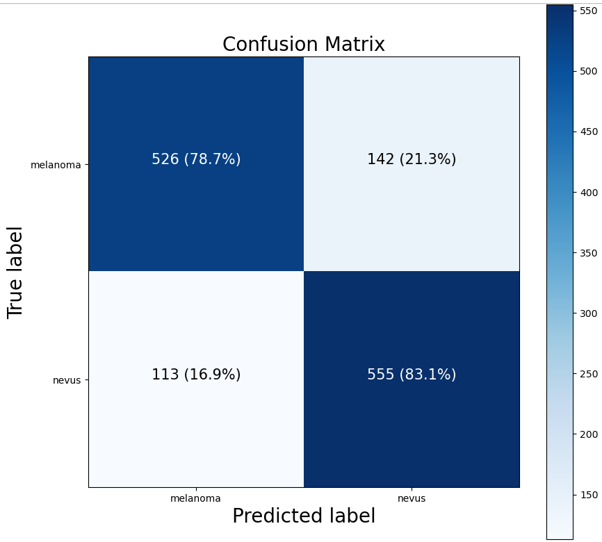 Confusion Matrix
True label
melanoma
526 (78.7%)
142 (21.3%)
nevus
113 (16.9%)
555 (83.1%)
melanoma
nevus
Predicted label
550
500
450
400
350
300
250
200
150